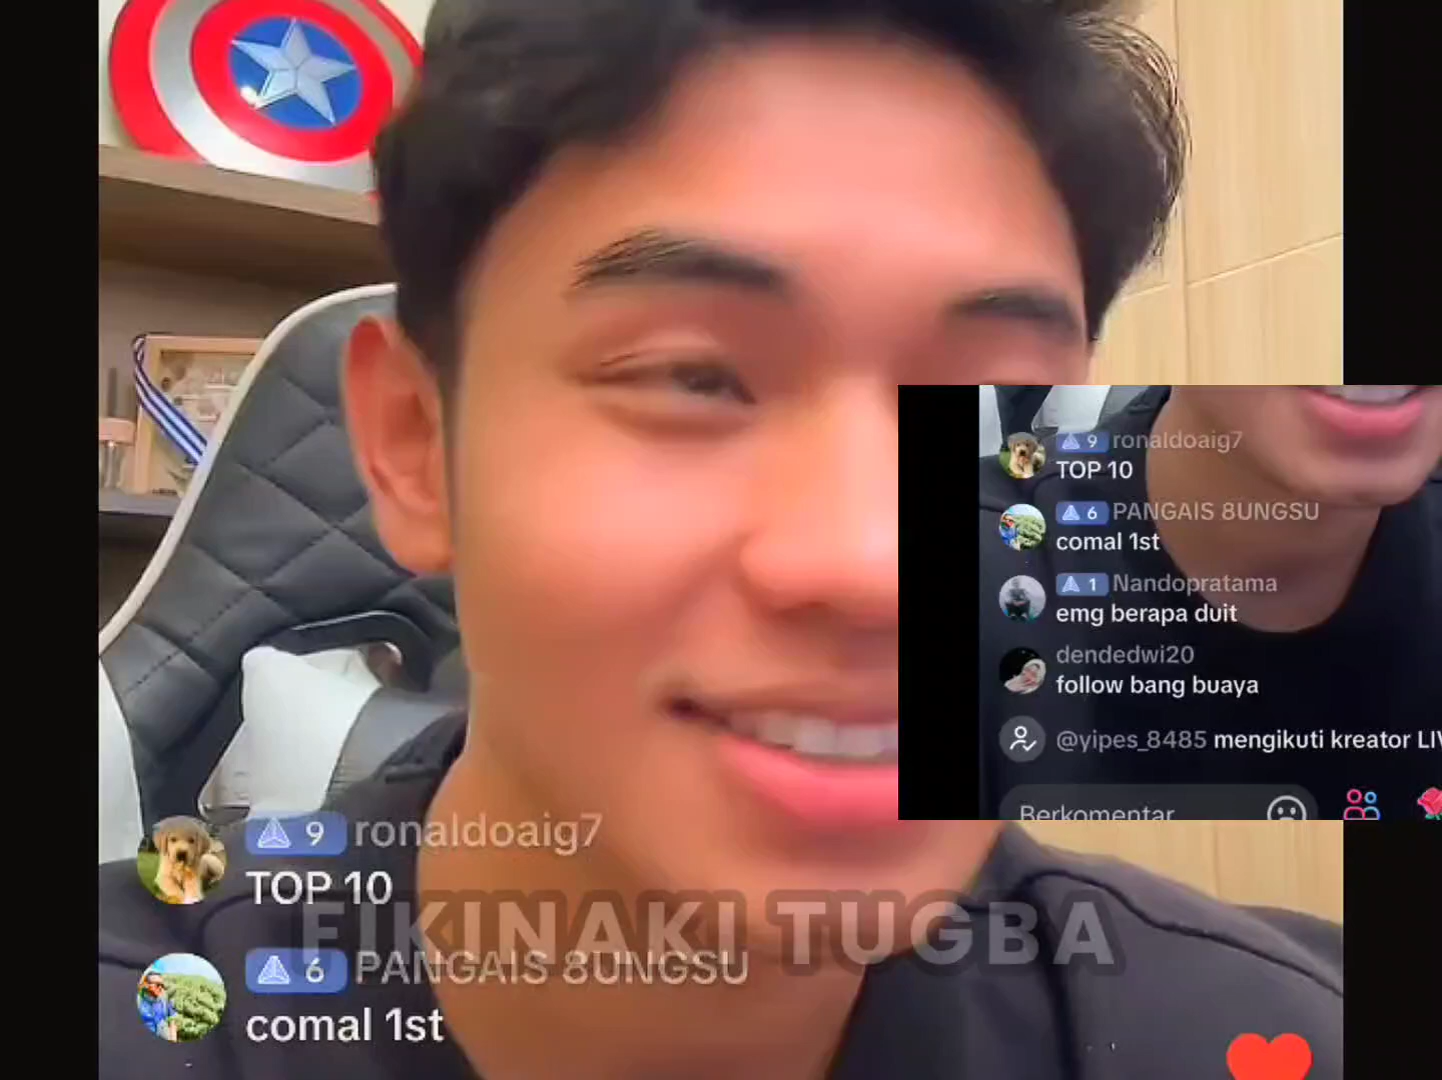 9 ronaldoaig7
TOP 10
FIKINAKI TUGBA
6 PANGAIS 8UNGSU
comal 1st
9 ronaldoaig7
TOP 10
6 PANGAIS 8UNGSU
comal 1st
1 Nandopratama
emg berapa duit
dendedwi20
follow bang buaya
@yipes_8485 mengikuti kreator LIV
Berkomentar